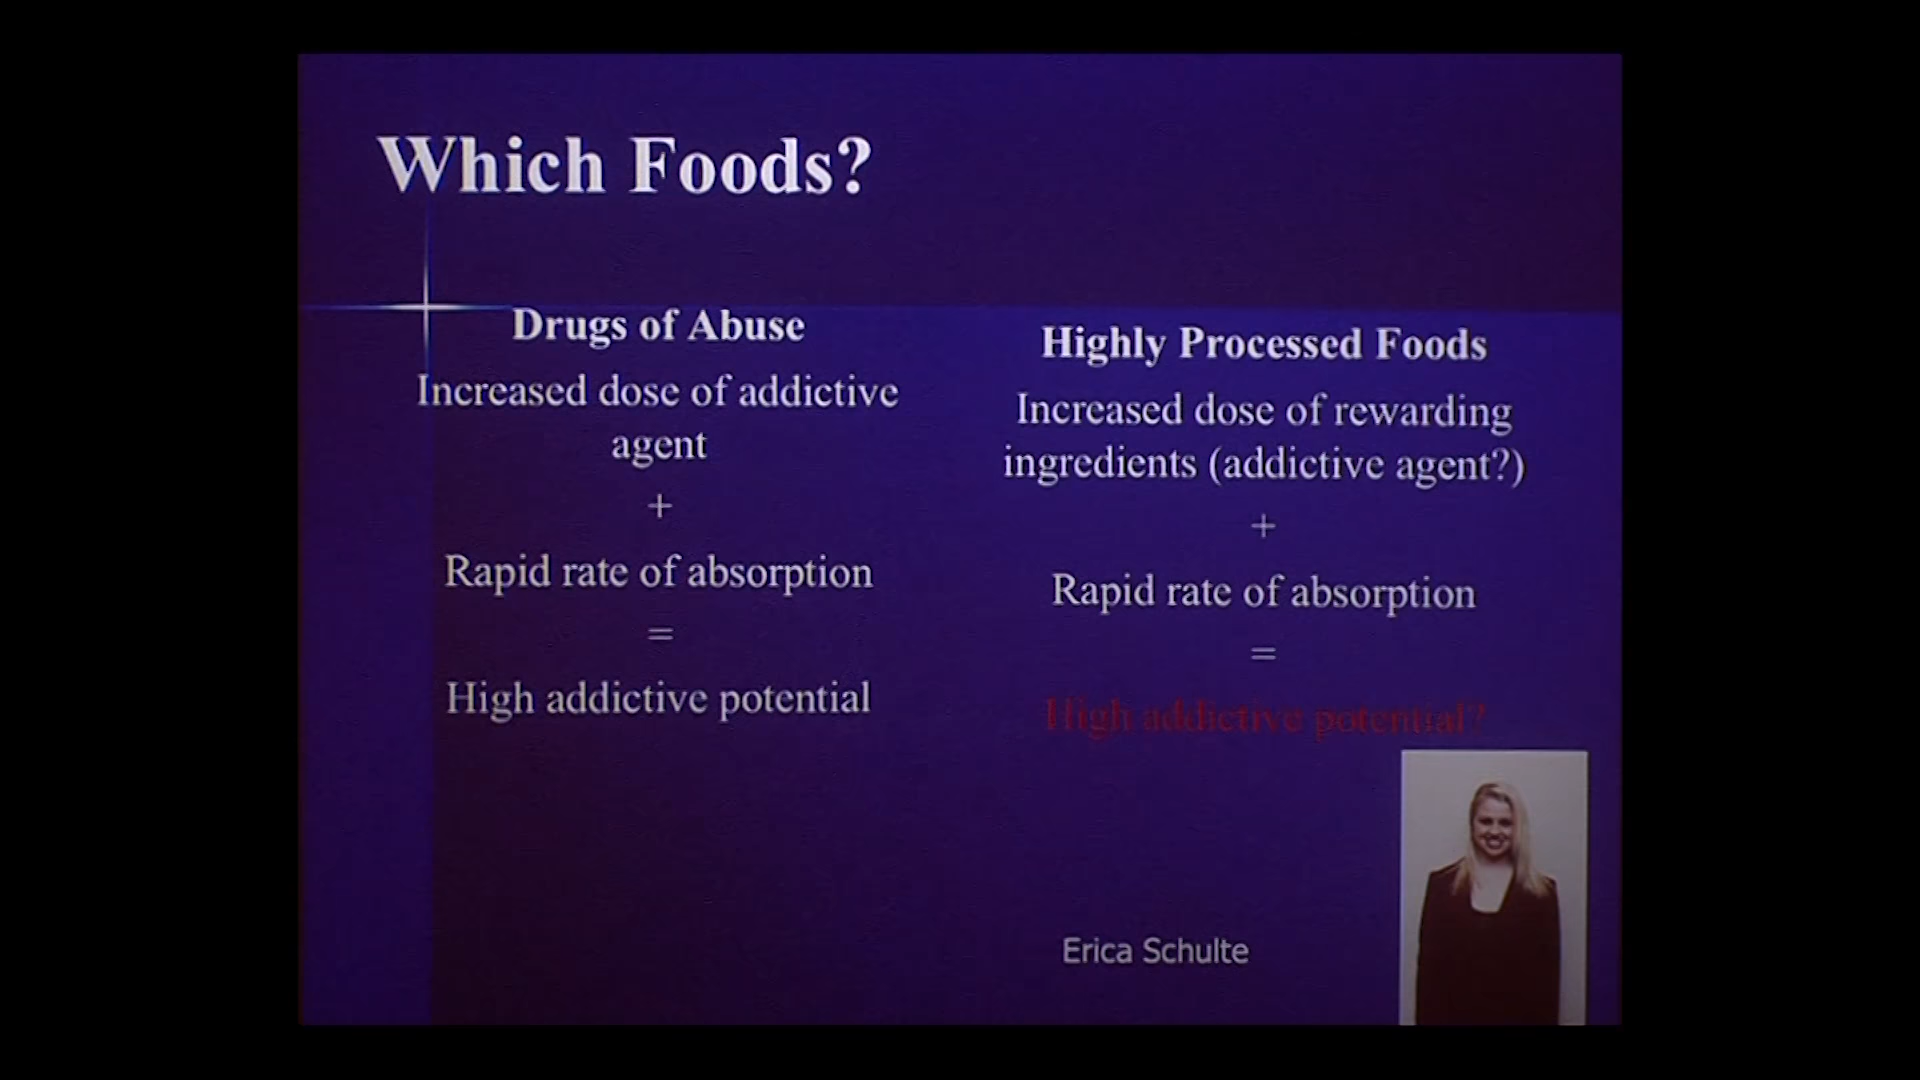 Which Foods?
Drugs of Abuse
Increased dose of addictive
agent
+
Rapid rate of absorption
=
High addictive potential
Highly Processed Foods
Increased dose of rewarding
ingredients (addictive agent?)
+
Rapid rate of absorption
=
High addictive potential?
Erica Schulte